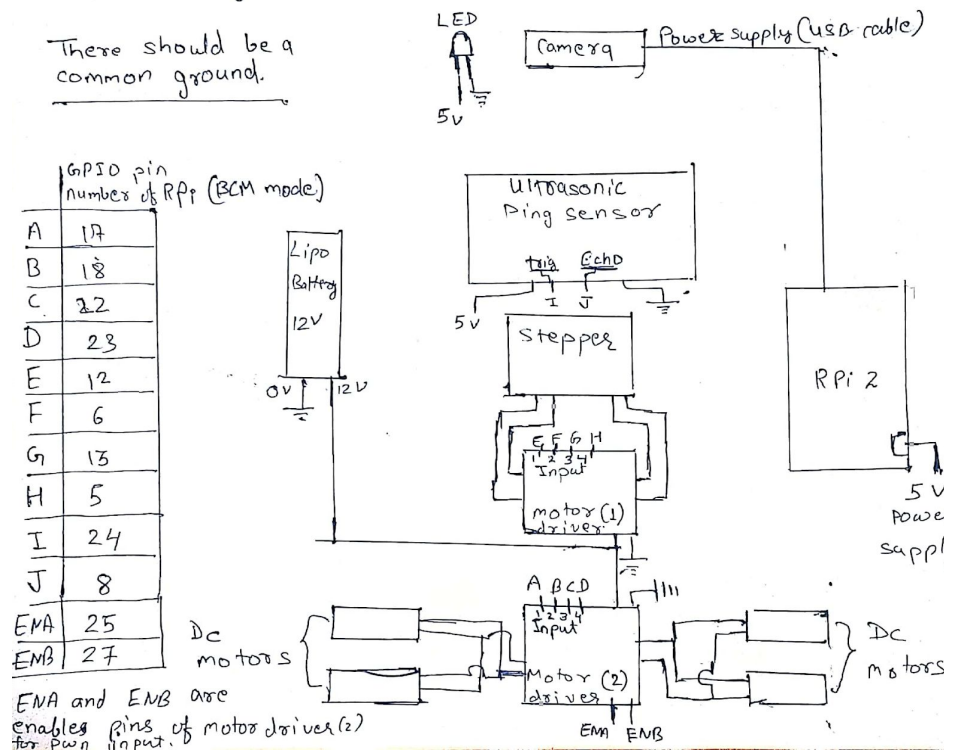 There should be a
common ground.
LED
5V
Camera
Power supply (USB cable)
GPIO pin
number of RPi (BCM mode)
A 17
B 18
C 22
D 23
E 12
F 6
G 13
H 5
I 24
J 8
ENA 25
ENB 27
ENA and ENB are
enables pins of motor driver(2)
for pwn input.
Lipo
Battery
12V
0V
12V
Ultrasonic
Ping sensor
trig Echo
I J
5V
Stepper
E F G H
1 2 3 4
Input
motor (1)
driver
RPi 2
5V
Powe
suppl
A B C D
1 2 3 4
Input
Motor (2)
driver
ENA ENB
Dc
motors
DC
Motors